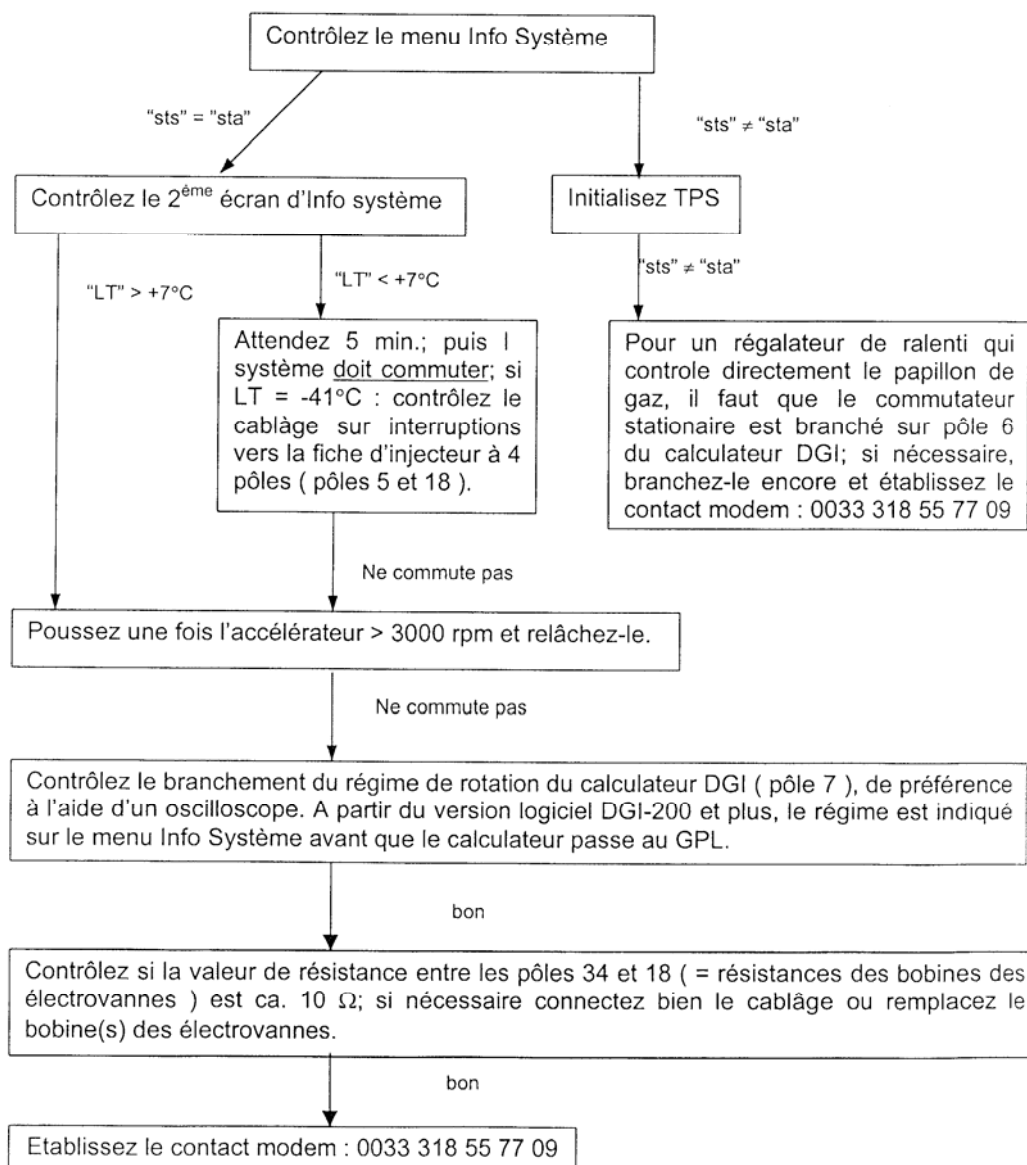 Contrôlez le menu Info Système
"sts" = "sta"
"sts" ≠ "sta"
Contrôlez le 2ème écran d'Info système
Initialisez TPS
"LT" > +7°C
"LT" < +7°C
"sts" ≠ "sta"
Attendez 5 min.; puis l
système doit commuter; si
LT = -41°C : contrôlez le
cablâge sur interruptions
vers la fiche d'injecteur à 4
pôles ( pôles 5 et 18 ).
Pour un régalateur de ralenti qui
controle directement le papillon de
gaz, il faut que le commutateur
stationaire est branché sur pôle 6
du calculateur DGI; si nécessaire,
branchez-le encore et établissez le
contact modem : 0033 318 55 77 09
Ne commute pas
Poussez une fois l'accélérateur > 3000 rpm et relâchez-le.
Ne commute pas
Contrôlez le branchement du régime de rotation du calculateur DGI ( pôle 7 ), de préférence
à l'aide d'un oscilloscope. A partir du version logiciel DGI-200 et plus, le régime est indiqué
sur le menu Info Système avant que le calculateur passe au GPL.
bon
Contrôlez si la valeur de résistance entre les pôles 34 et 18 ( = résistances des bobines des
électrovannes ) est ca. 10 Ω; si nécessaire connectez bien le cablâge ou remplacez le
bobine(s) des électrovannes.
bon
Etablissez le contact modem : 0033 318 55 77 09